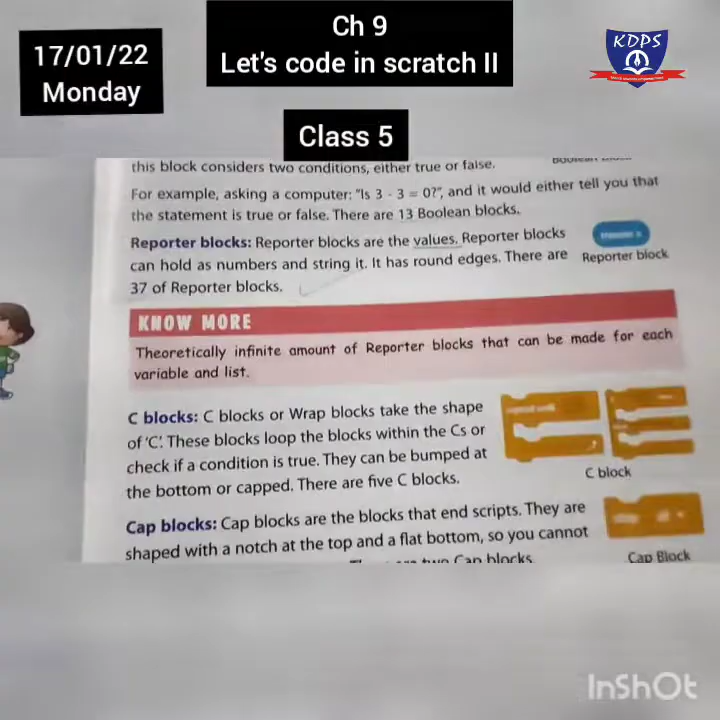 17/01/22
Monday
Ch 9
Let's code in scratch II
KDPS
Class 5
this block considers two conditions, either true or false.
For example, asking a computer: "Is 3 - 3 = 0?", and it would either tell you that
the statement is true or false. There are 13 Boolean blocks.
Reporter blocks: Reporter blocks are the values. Reporter blocks
can hold as numbers and string it. It has round edges. There are
37 of Reporter blocks.
Reporter block
KNOW MORE
Theoretically infinite amount of Reporter blocks that can be made for each
variable and list.
C blocks: C blocks or Wrap blocks take the shape
of 'C'. These blocks loop the blocks within the Cs or
check if a condition is true. They can be bumped at
the bottom or capped. There are five C blocks.
C block
Cap blocks: Cap blocks are the blocks that end scripts. They are
shaped with a notch at the top and a flat bottom, so you cannot
two Cap blocks.
Cap Block
InShOt